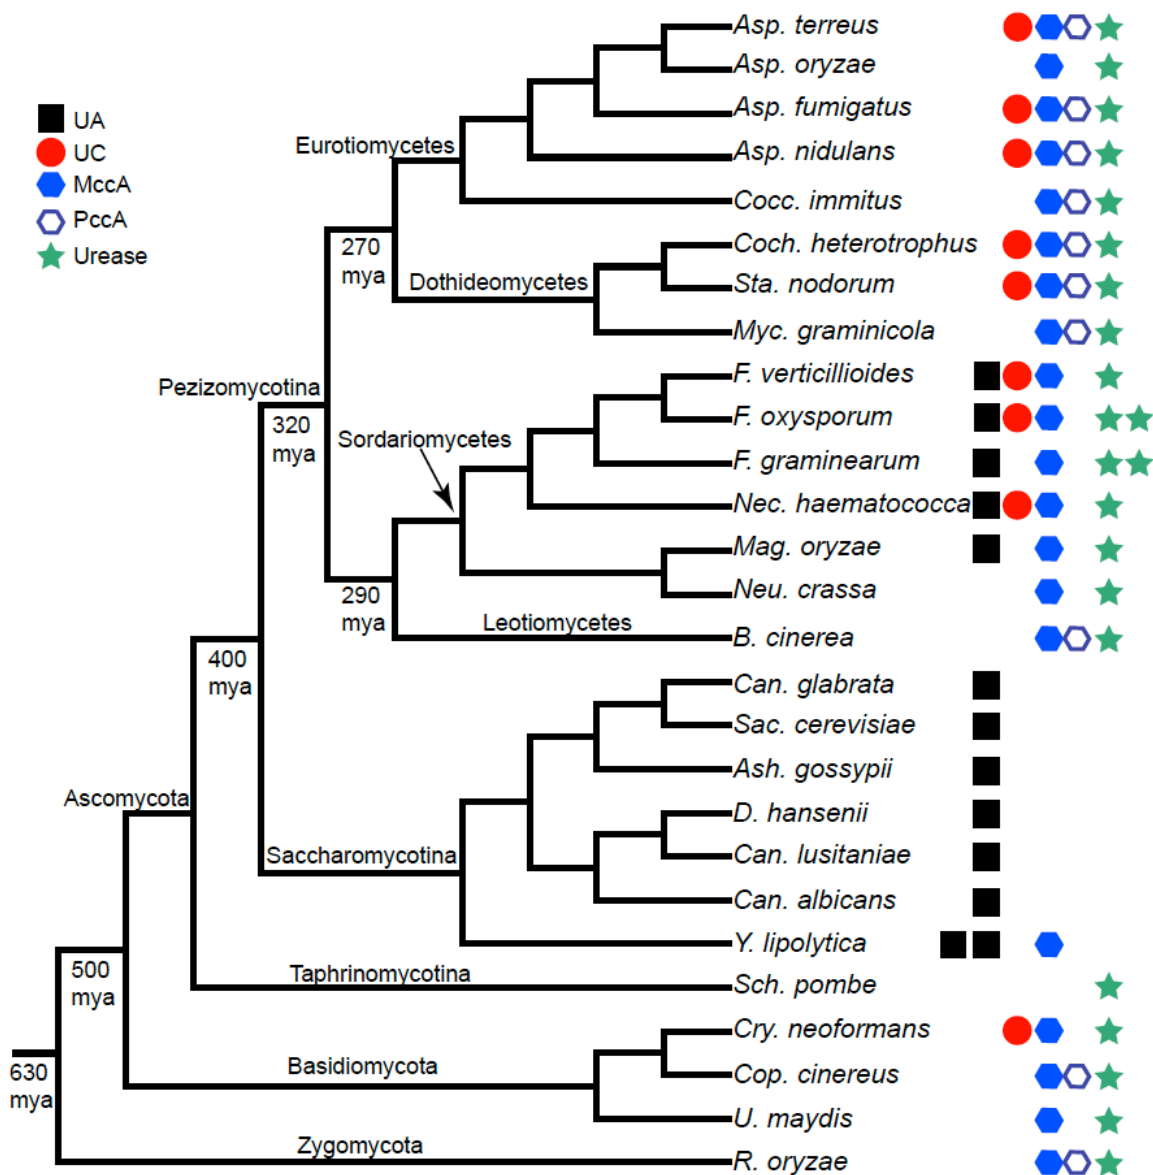 Asp. terreus
Asp. oryzae
UA
Asp. fumigatus
UC
Eurotiomycetes
Asp. nidulans
MccA
Cocc. immitus
PccA
270
mya
Coch. heterotrophus
Urease
Dothideomycetes
Sta. nodorum
Myc. graminicola
Pezizomycotina
F. verticillioides
320
mya
Sordariomycetes
F. oxysporum
F. graminearum
Nec. haematococca
Mag. oryzae
290
mya
Neu. crassa
Leotiomycetes
B. cinerea
400
mya
Can. glabrata
Sac. cerevisiae
Ash. gossypii
Ascomycota
D. hansenii
Saccharomycotina
Can. lusitaniae
Can. albicans
Y. lipolytica
500
mya
Taphrinomycotina
Sch. pombe
Cry. neoformans
630
mya
Basidiomycota
Cop. cinereus
U. maydis
Zygomycota
R. oryzae